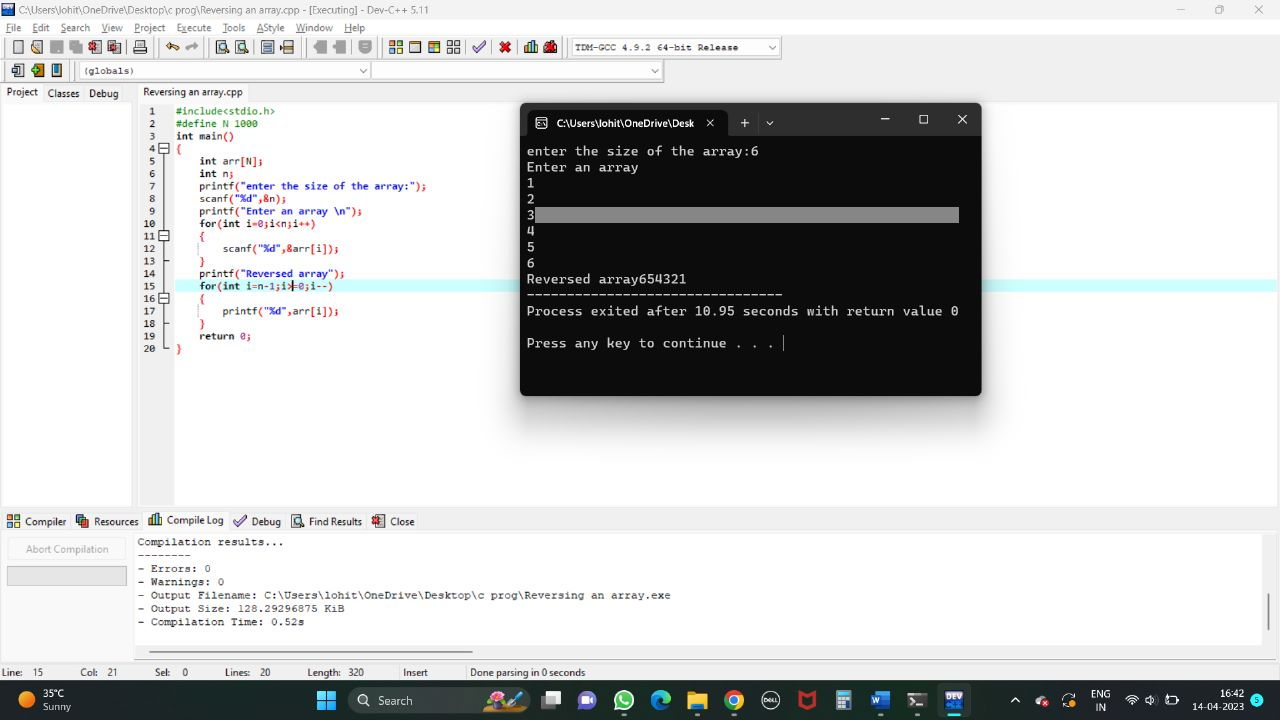 C:\Users\lohit\OneDrive\Desktop\c prog\Reversing an array.cpp - [Executing] - Dev-C++ 5.11
File Edit Search View Project Execute Tools AStyle Window Help
TDM-GCC 4.9.2 64-bit Release
(globals)
Project Classes Debug Reversing an array.cpp
1 #include<stdio.h>
2 #define N 1000
3 int main()
4 {
5 int arr[N];
6 int n;
7 printf("enter the size of the array:");
8 scanf("%d",&n);
9 printf("Enter an array \n");
10 for(int i=0;i<n;i++)
11 {
12 scanf("%d",&arr[i]);
13 }
14 printf("Reversed array");
15 for(int i=n-1;i>=0;i--)
16 {
17 printf("%d",arr[i]);
18 }
19 return 0;
20 }
C:\Users\lohit\OneDrive\Desk
enter the size of the array:6
Enter an array
1
2
3
4
5
6
Reversed array654321
--------------------------------
Process exited after 10.95 seconds with return value 0
Press any key to continue . . .
Compiler Resources Compile Log Debug Find Results Close
Abort Compilation
Compilation results...
--------
- Errors: 0
- Warnings: 0
- Output Filename: C:\Users\lohit\OneDrive\Desktop\c prog\Reversing an array.exe
- Output Size: 128.29296875 KiB
- Compilation Time: 0.52s
Line: 15 Col: 21 Sel: 0 Lines: 20 Length: 320 Insert Done parsing in 0 seconds
35°C
Sunny
Search
DELL
W
DEV
C++
ENG
IN
16:42
14-04-2023
5